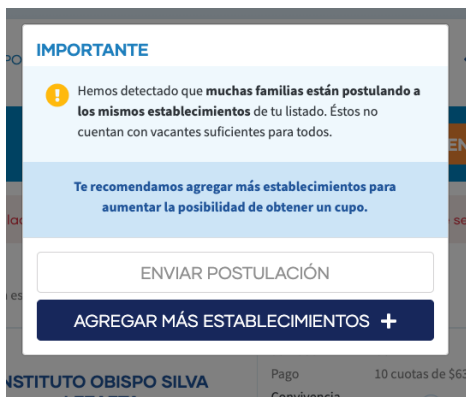 IMPORTANTE
Hemos detectado que muchas familias están postulando a
los mismos establecimientos de tu listado. Éstos no
cuentan con vacantes suficientes para todos.
Te recomendamos agregar más establecimientos para
aumentar la posibilidad de obtener un cupo.
ENVIAR POSTULACIÓN
AGREGAR MÁS ESTABLECIMIENTOS +
INSTITUTO OBISPO SILVA
Pago 10 cuotas de $63
Convivencia